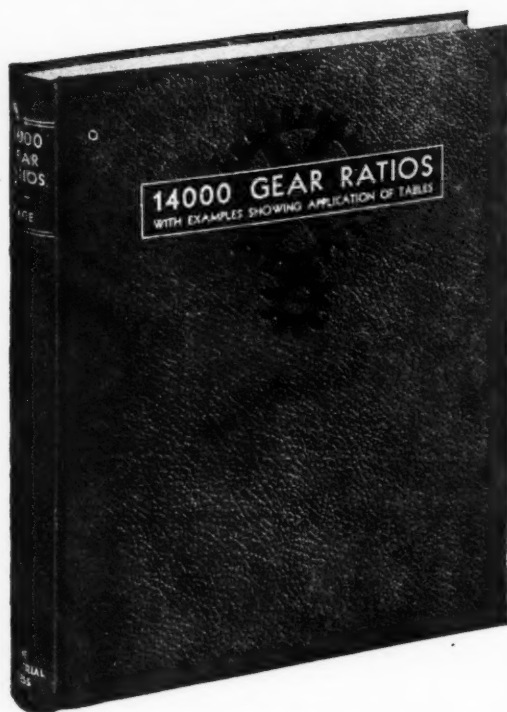 14000 GEAR RATIOS
WITH EXAMPLES SHOWING APPLICATION OF TABLES